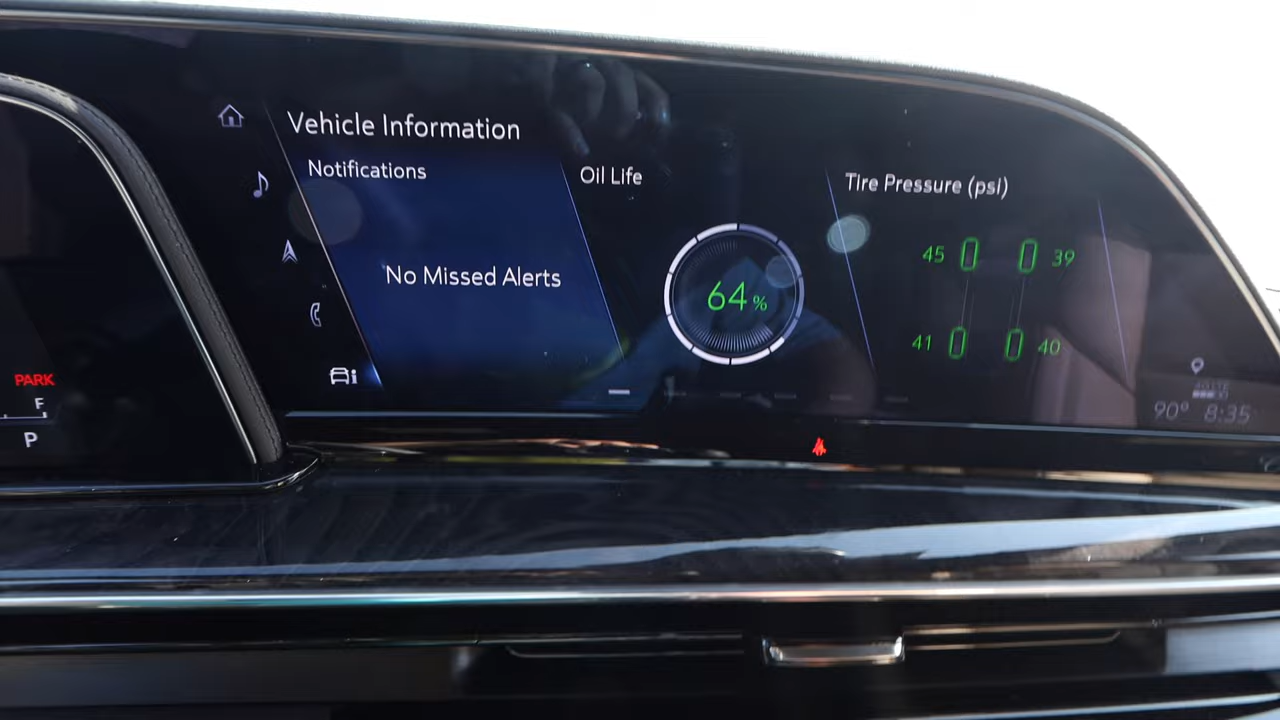 Vehicle Information
Notifications
No Missed Alerts
Oil Life
64%
Tire Pressure (psi)
45 39
41 40
PARK
F
P
90° 8:35